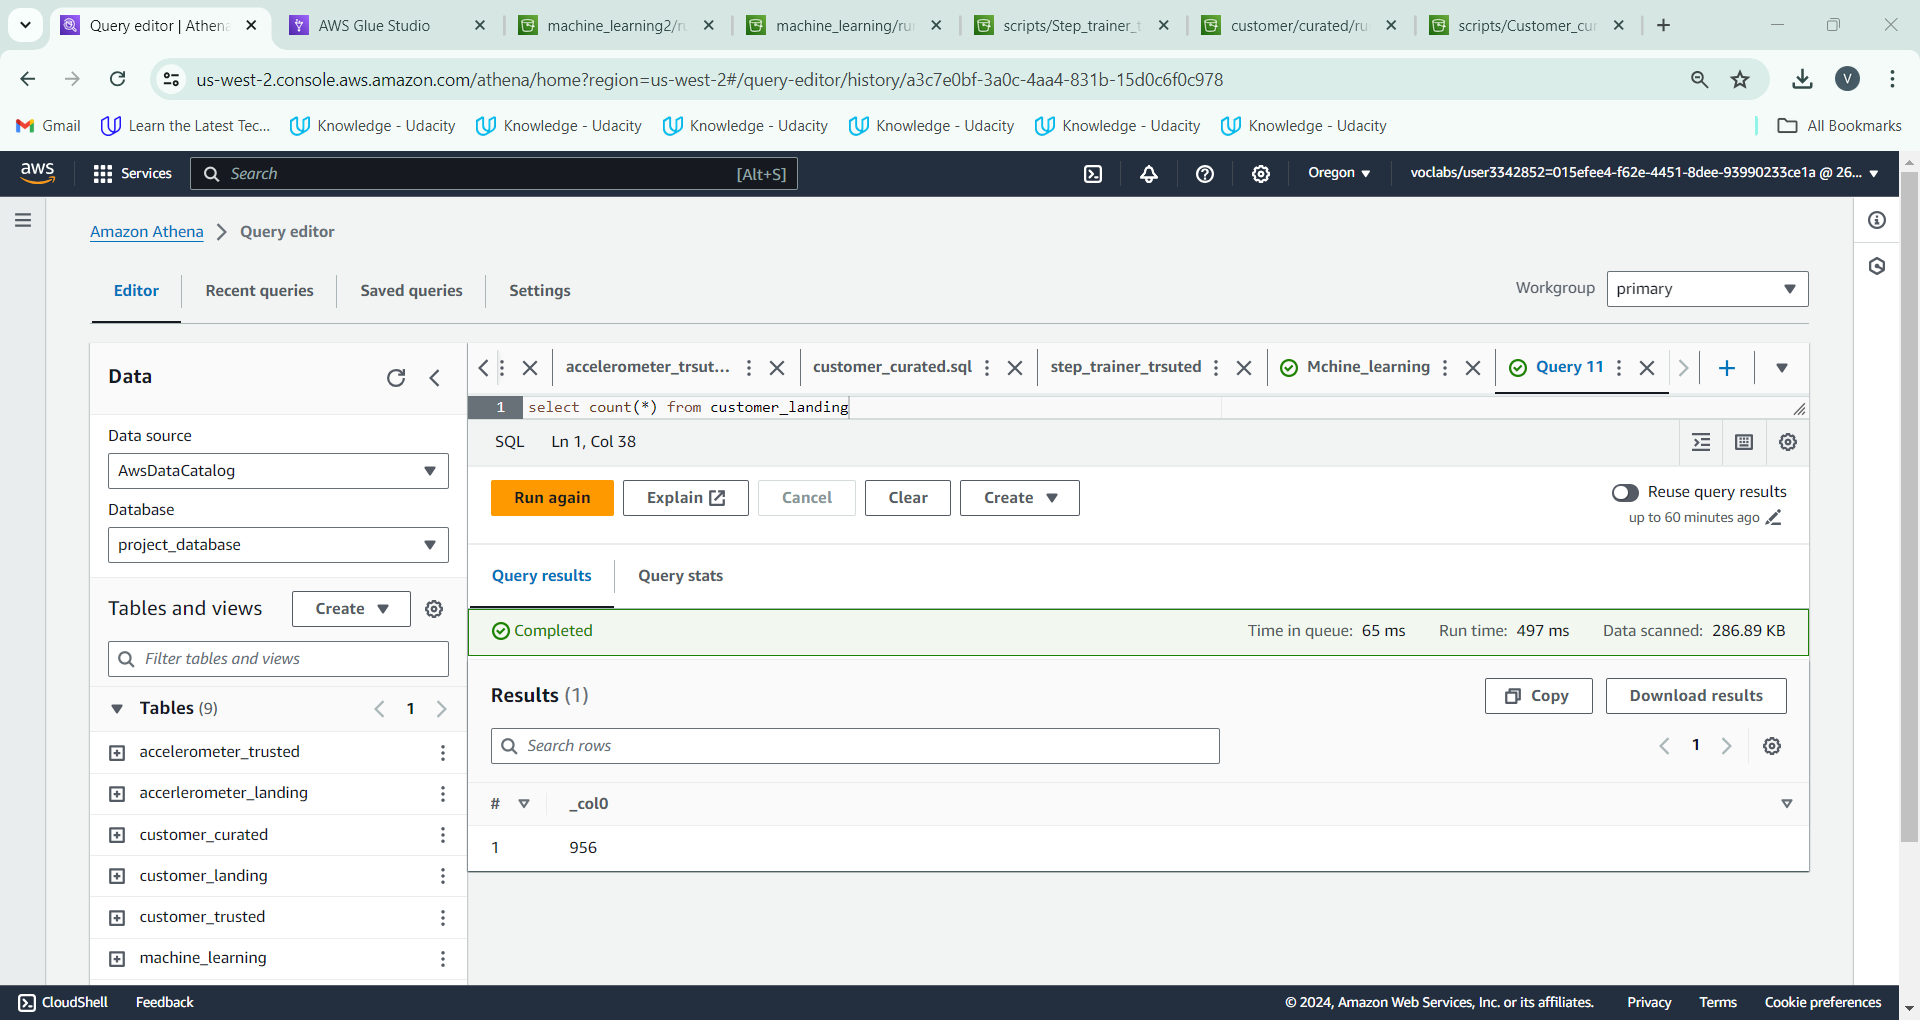 Query editor | Athena
AWS Glue Studio
machine_learning2/ru
machine_learning/run
scripts/Step_trainer_t
customer/curated/ru
scripts/Customer_cur
us-west-2.console.aws.amazon.com/athena/home?region=us-west-2#/query-editor/history/a3c7e0bf-3a0c-4aa4-831b-15d0c6f0c978
V
Gmail
Learn the Latest Tec...
Knowledge - Udacity
Knowledge - Udacity
Knowledge - Udacity
Knowledge - Udacity
Knowledge - Udacity
Knowledge - Udacity
All Bookmarks
aws
Services
Search
[Alt+S]
Oregon
voclabs/user3342852=015efee4-f62e-4451-8dee-93990233ce1a @ 26...
Amazon Athena
Query editor
Editor
Recent queries
Saved queries
Settings
Workgroup
primary
Data
Data source
AwsDataCatalog
Database
project_database
Tables and views
Create
Filter tables and views
Tables (9)
1
accelerometer_trusted
accerlerometer_landing
customer_curated
customer_landing
customer_trusted
machine_learning
accelerometer_trsut...
customer_curated.sql
step_trainer_trsuted
Mchine_learning
Query 11
1
select count(*) from customer_landing
SQL
Ln 1, Col 38
Run again
Explain
Cancel
Clear
Create
Reuse query results
up to 60 minutes ago
Query results
Query stats
Completed
Time in queue: 65 ms
Run time: 497 ms
Data scanned: 286.89 KB
Results (1)
Copy
Download results
Search rows
1
#
_col0
1
956
CloudShell
Feedback
© 2024, Amazon Web Services, Inc. or its affiliates.
Privacy
Terms
Cookie preferences